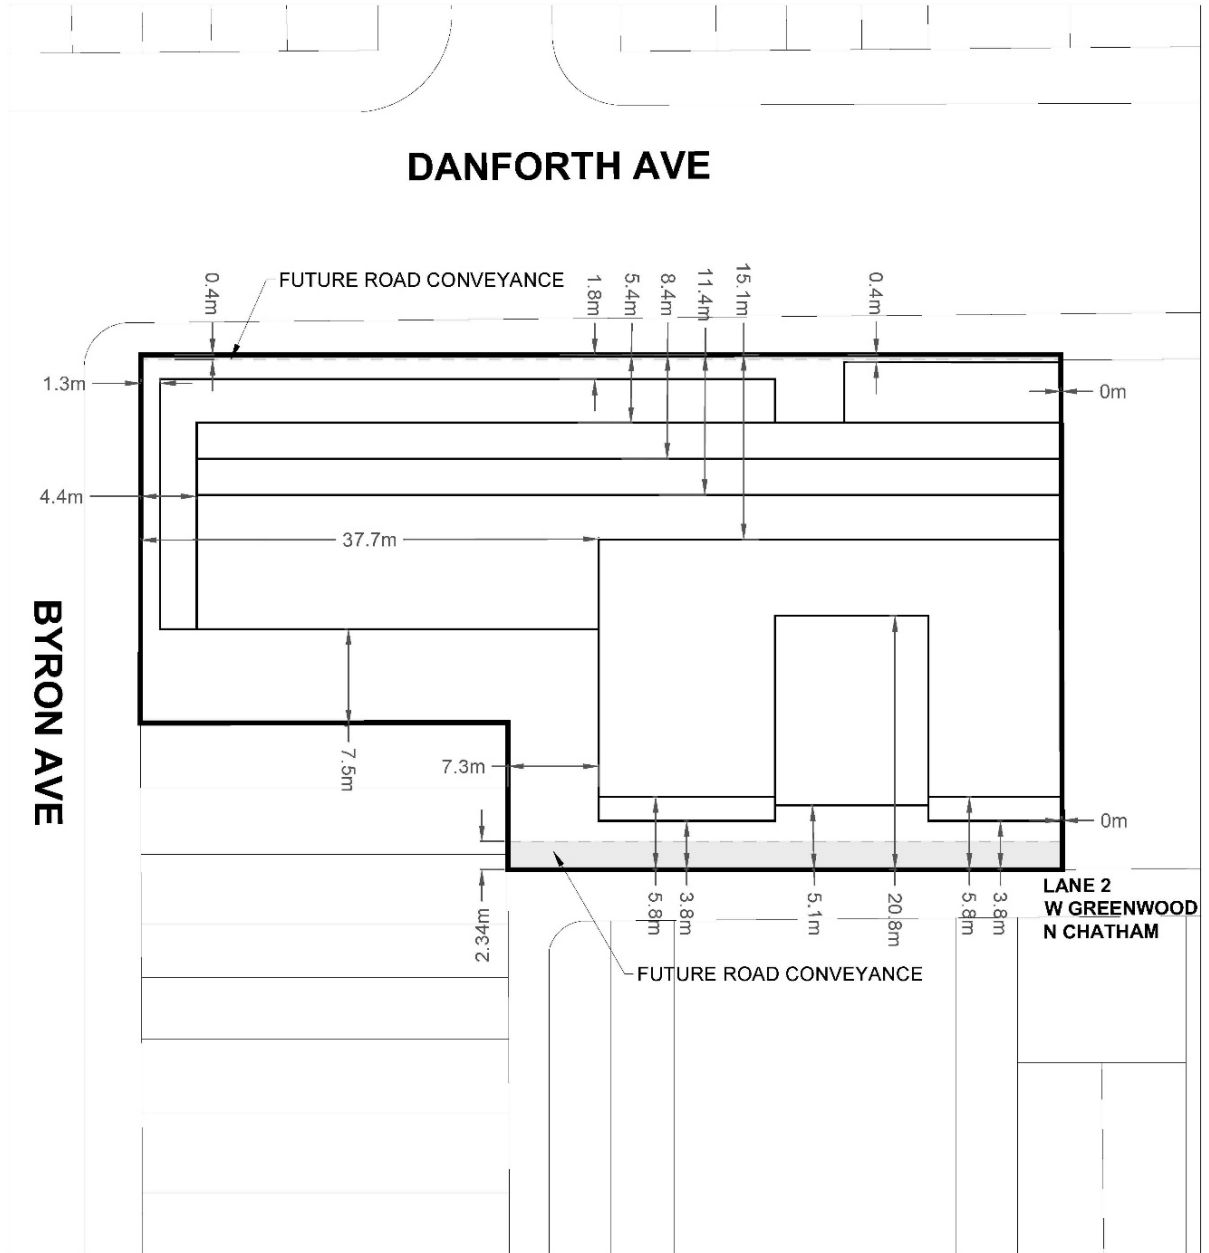 DANFORTH AVE
FUTURE ROAD CONVEYANCE
0.4m
1.8m
5.4m
8.4m
11.4m
15.1m
0.4m
1.3m
0m
4.4m
37.7m
BYRON AVE
7.5m
7.3m
0m
2.34m
5.8m
3.8m
5.1m
20.8m
5.8m
3.8m
LANE 2
W GREENWOOD
N CHATHAM
FUTURE ROAD CONVEYANCE